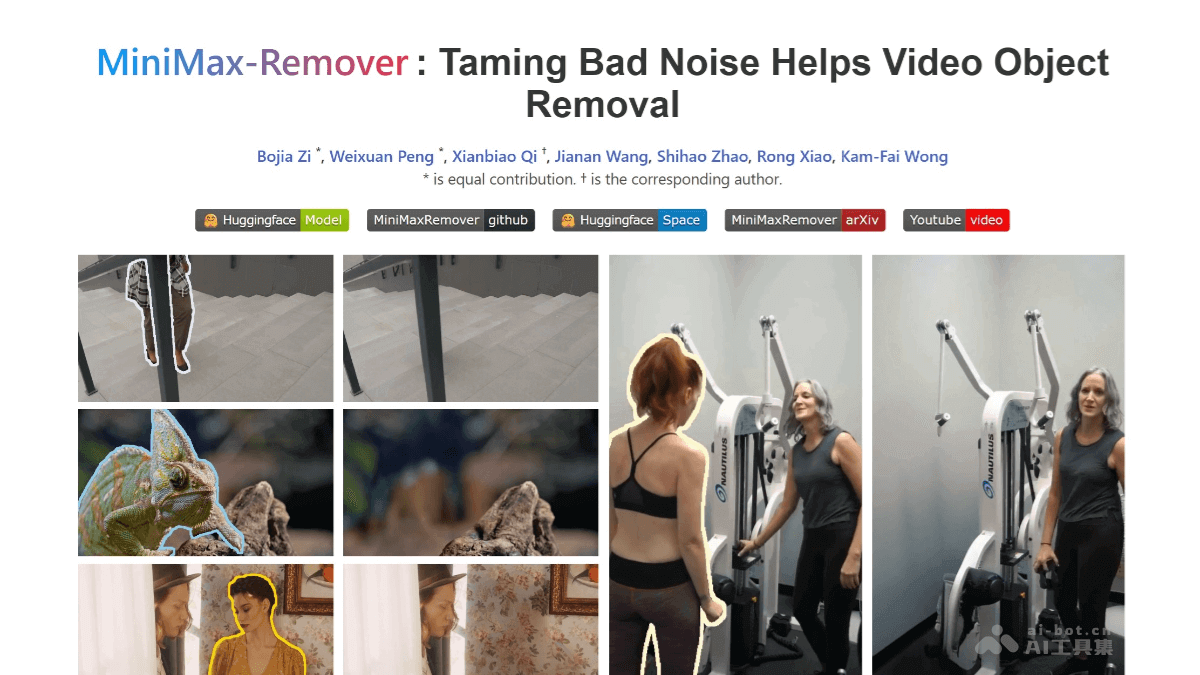 MiniMax-Remover : Taming Bad Noise Helps Video Object
Removal
Bojia Zi *, Weixuan Peng *, Xianbiao Qi †, Jianan Wang, Shihao Zhao, Rong Xiao, Kam-Fai Wong
* is equal contribution. † is the corresponding author.
Huggingface Model MiniMaxRemover github Huggingface Space MiniMaxRemover arXiv Youtube video
NAUTILUS
NAUTILUS
ai-bot.cn
AI工具集